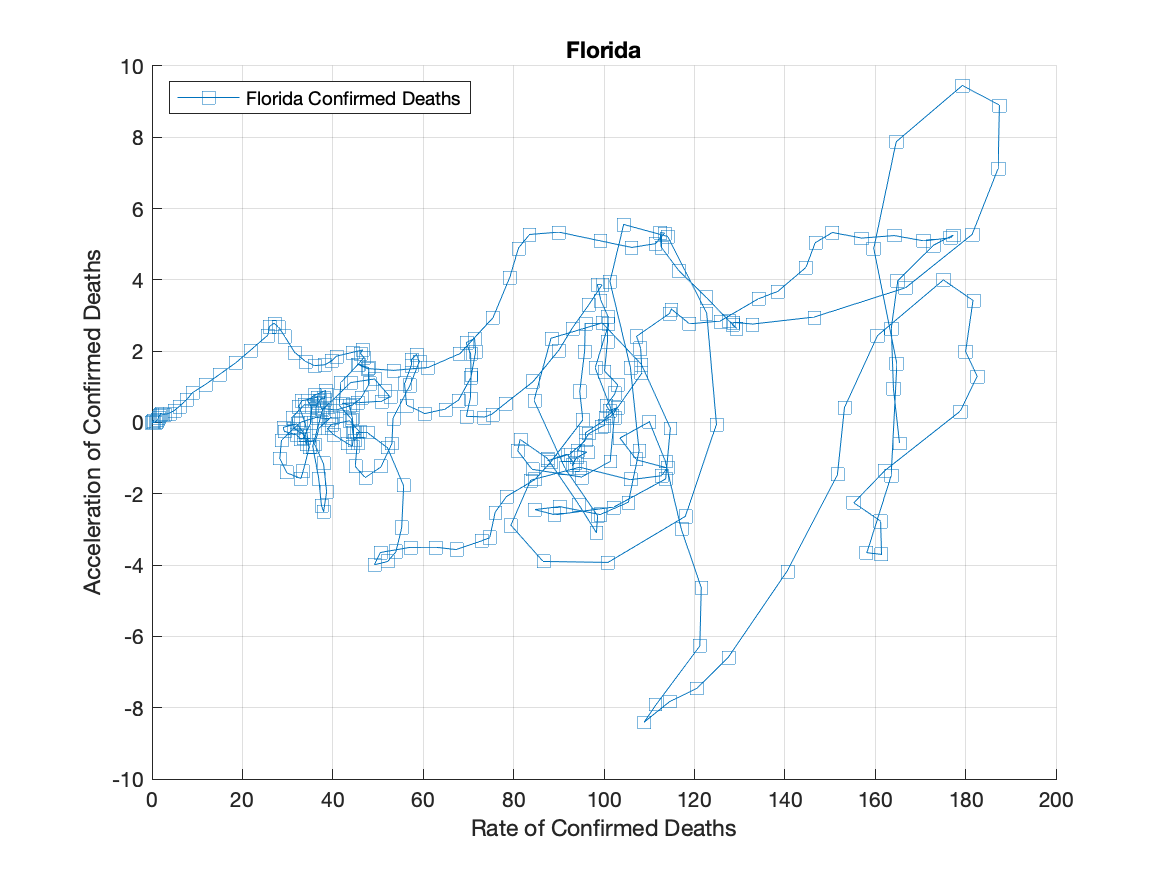 Florida
Florida Confirmed Deaths
Acceleration of Confirmed Deaths
10
8
6
4
2
0
-2
-4
-6
-8
-10
0 20 40 60 80 100 120 140 160 180 200
Rate of Confirmed Deaths